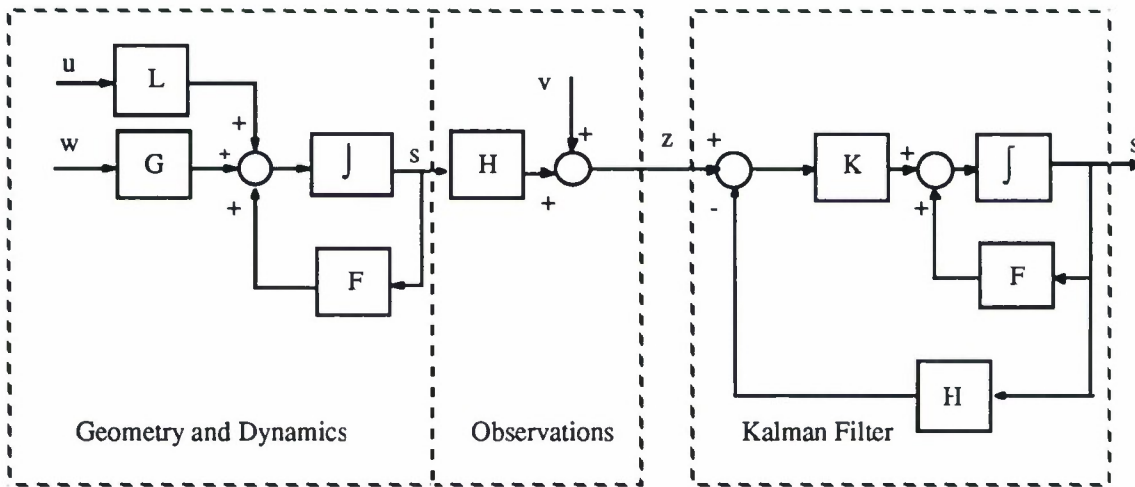 u
L
+
w
G
+
+
∫
s
F
H
v
+
+
z
+
-
K
+
+
∫
s
F
H
Geometry and Dynamics
Observations
Kalman Filter